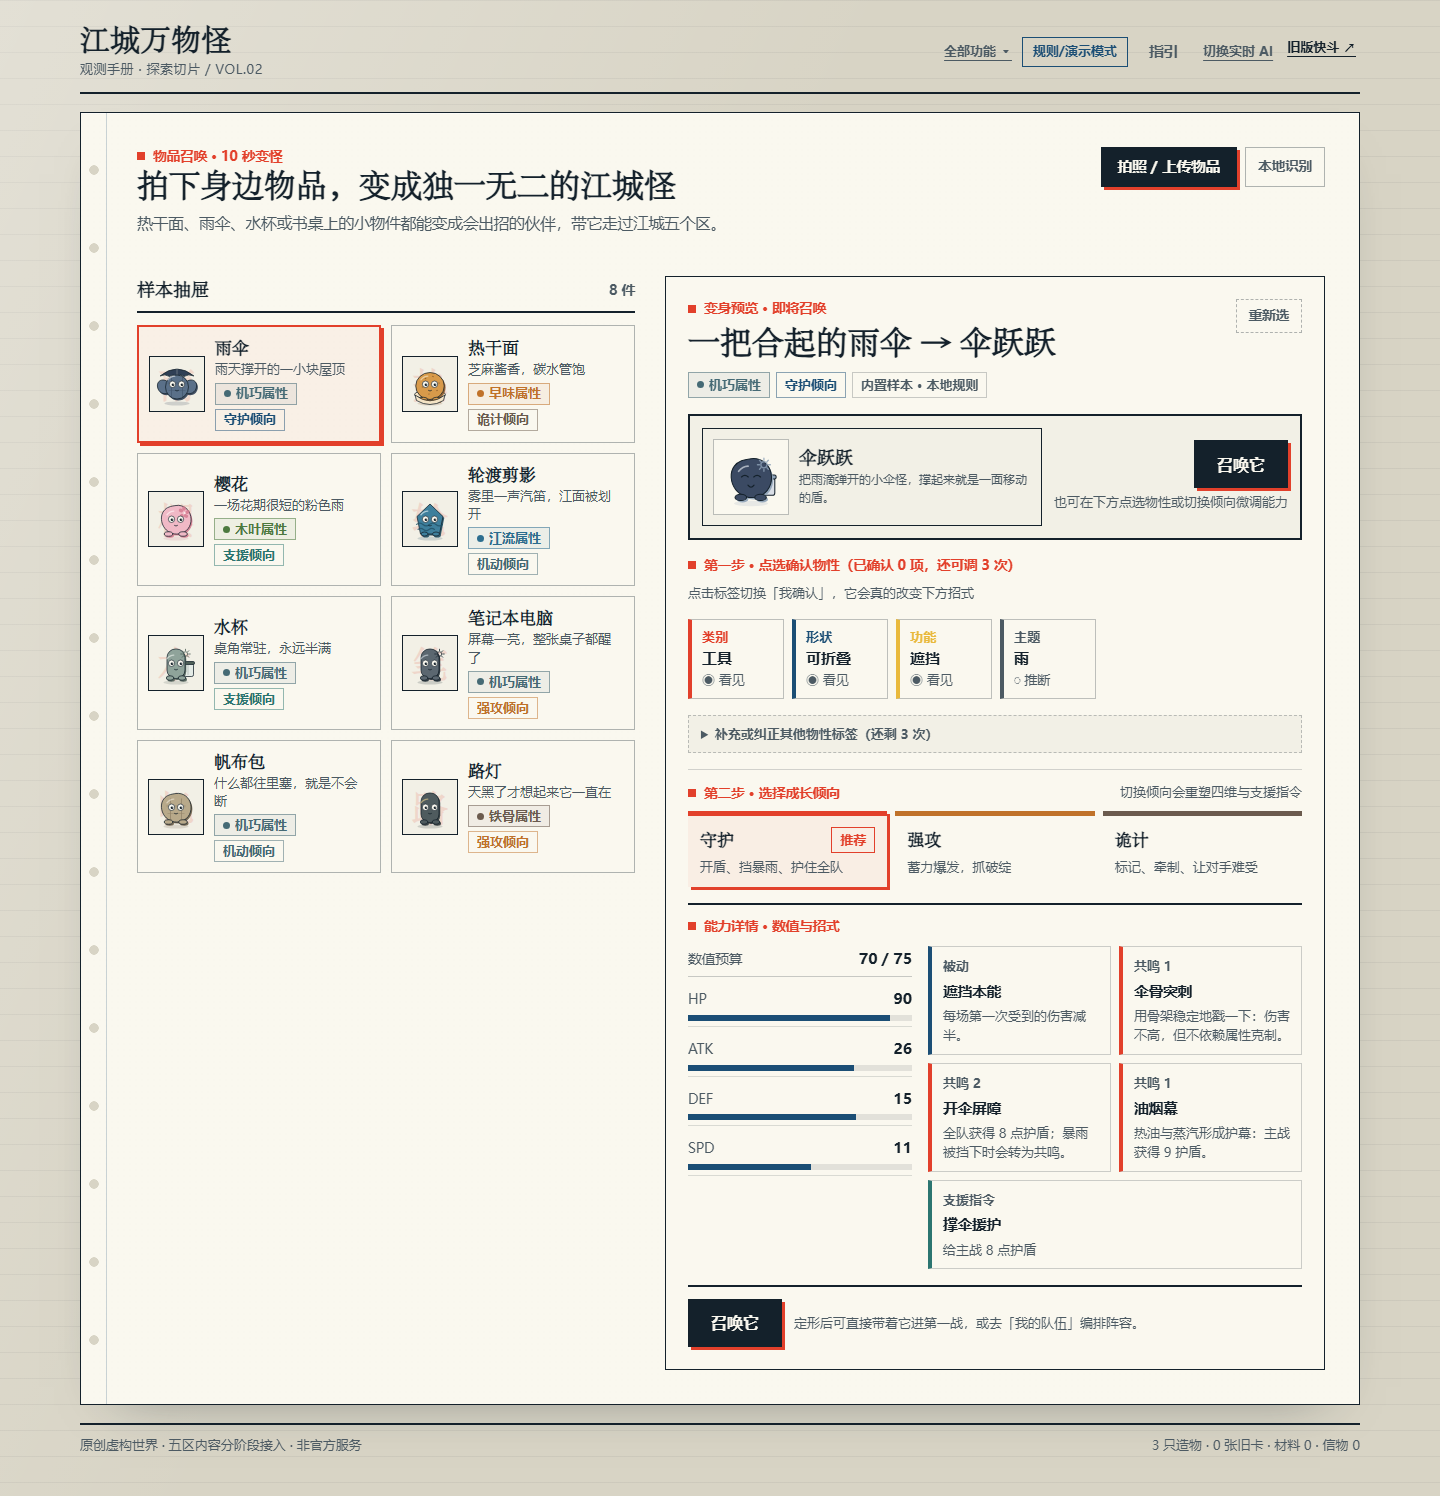 江城万物怪
观测手册 · 探索切片 / VOL.02
全部功能
规则/演示模式
指引
切换实时 AI
旧版快斗 ↗
物品召唤 • 10 秒变怪
拍下身边物品，变成独一无二的江城怪
热干面、雨伞、水杯或书桌上的小物件都能变成会出招的伙伴，带它走过江城五个区。
拍照 / 上传物品
本地识别
样本抽屉
8 件
雨伞
雨天撑开的一小块屋顶
机巧属性
守护倾向
热干面
芝麻酱香，碳水管饱
早味属性
诡计倾向
樱花
一场花期很短的粉色雨
木叶属性
支援倾向
轮渡剪影
雾里一声汽笛，江面被划
开
江流属性
机动倾向
水杯
桌角常驻，永远半满
机巧属性
支援倾向
笔记本电脑
屏幕一亮，整张桌子都醒
了
机巧属性
强攻倾向
帆布包
什么都往里塞，就是不会
断
机巧属性
机动倾向
路灯
天黑了才想起来它一直在
铁骨属性
强攻倾向
变身预览 • 即将召唤
一把合起的雨伞 → 伞跃跃
重新选
机巧属性
守护倾向
内置样本 • 本地规则
伞跃跃
把雨滴弹开的小伞怪，撑起来就是一面移动
的盾。
召唤它
也可在下方点选物性或切换倾向微调能力
第一步 • 点选确认物性（已确认 0 项，还可调 3 次）
点击标签切换「我确认」，它会真的改变下方招式
类别
工具
◉ 看见
形状
可折叠
◉ 看见
功能
遮挡
◉ 看见
主题
雨
○ 推断
▶ 补充或纠正其他物性标签（还剩 3 次）
第二步 • 选择成长倾向
切换倾向会重塑四维与支援指令
守护
推荐
开盾、挡暴雨、护住全队
强攻
蓄力爆发，抓破绽
诡计
标记、牵制、让对手难受
能力详情 • 数值与招式
数值预算
70 / 75
HP
90
ATK
26
DEF
15
SPD
11
被动
遮挡本能
每场第一次受到的伤害减
半。
共鸣 1
伞骨突刺
用骨架稳定地戳一下：伤害
不高，但不依赖属性克制。
共鸣 2
开伞屏障
全队获得 8 点护盾；暴雨
被挡下时会转为共鸣。
共鸣 1
油烟幕
热油与蒸汽形成护幕：主战
获得 9 护盾。
支援指令
撑伞援护
给主战 8 点护盾
召唤它
定形后可直接带着它进第一战，或去「我的队伍」编排阵容。
原创虚构世界 · 五区内容分阶段接入 · 非官方服务
3 只造物 · 0 张旧卡 · 材料 0 · 信物 0